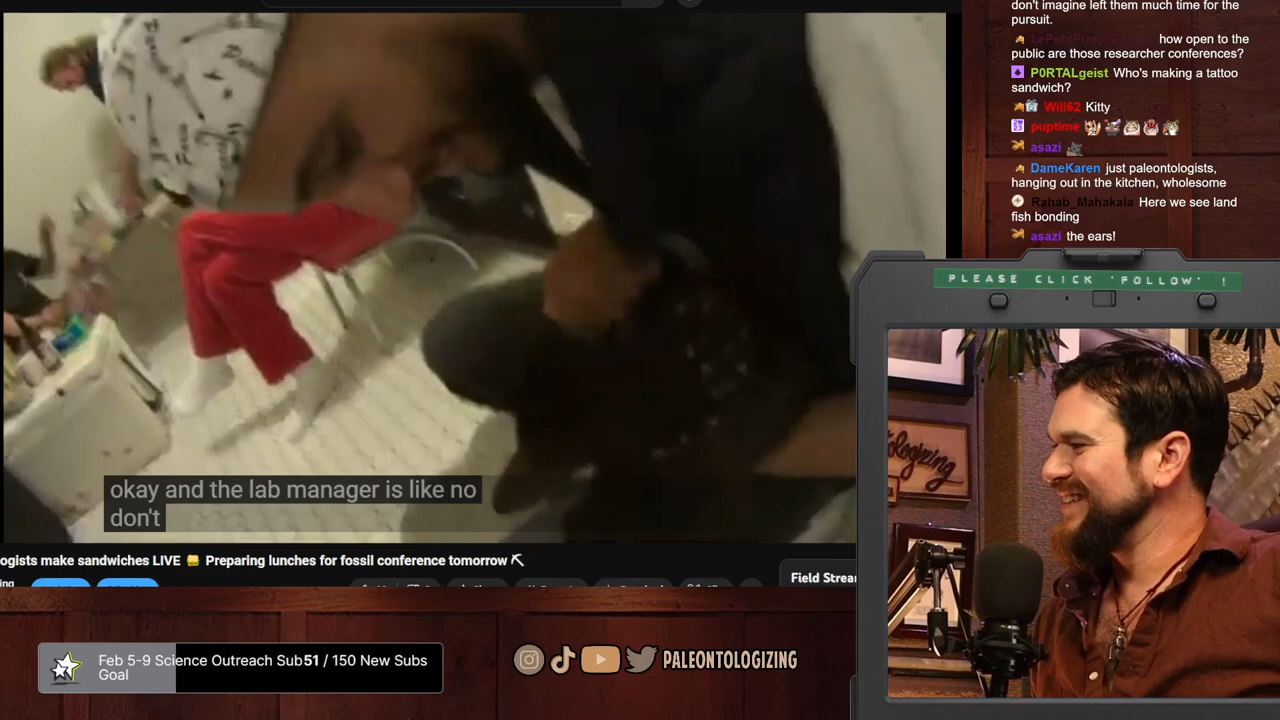 don't imagine left them much time for the
pursuit.
how open to the
public are those researcher conferences?
P0RTALgeist Who's making a tattoo
sandwich?
Will62 Kitty
puptime
asazi
DameKaren just paleontologists,
hanging out in the kitchen, wholesome
Rahab_Mahakala Here we see land
fish bonding
asazi the ears!
PLEASE CLICK 'FOLLOW' !
okay and the lab manager is like no
don't
ogists make sandwiches LIVE 🥪 Preparing lunches for fossil conference tomorrow ⛏
Field Strea
Feb 5-9 Science Outreach Sub 51 / 150 New Subs
Goal
PALEONTOLOGIZING